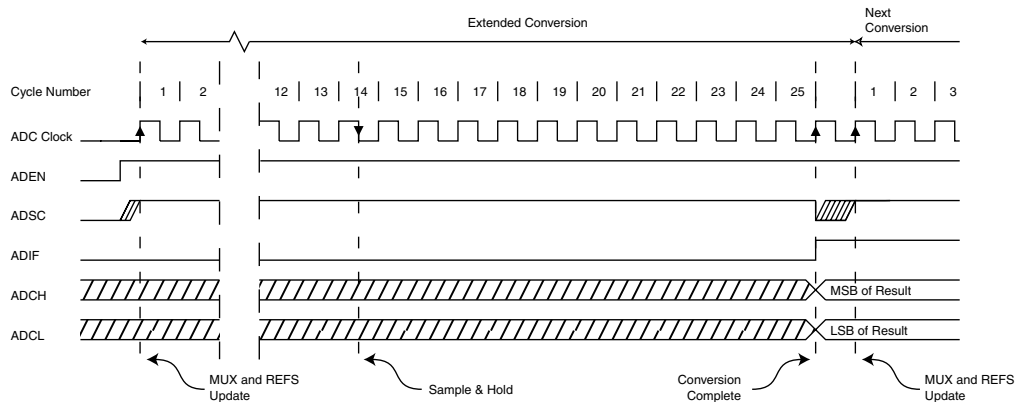 Extended Conversion
Next
Conversion
Cycle Number 1 2 12 13 14 15 16 17 18 19 20 21 22 23 24 25 1 2 3
ADC Clock
ADEN
ADSC
ADIF
ADCH MSB of Result
ADCL LSB of Result
MUX and REFS
Update
Sample & Hold
Conversion
Complete
MUX and REFS
Update